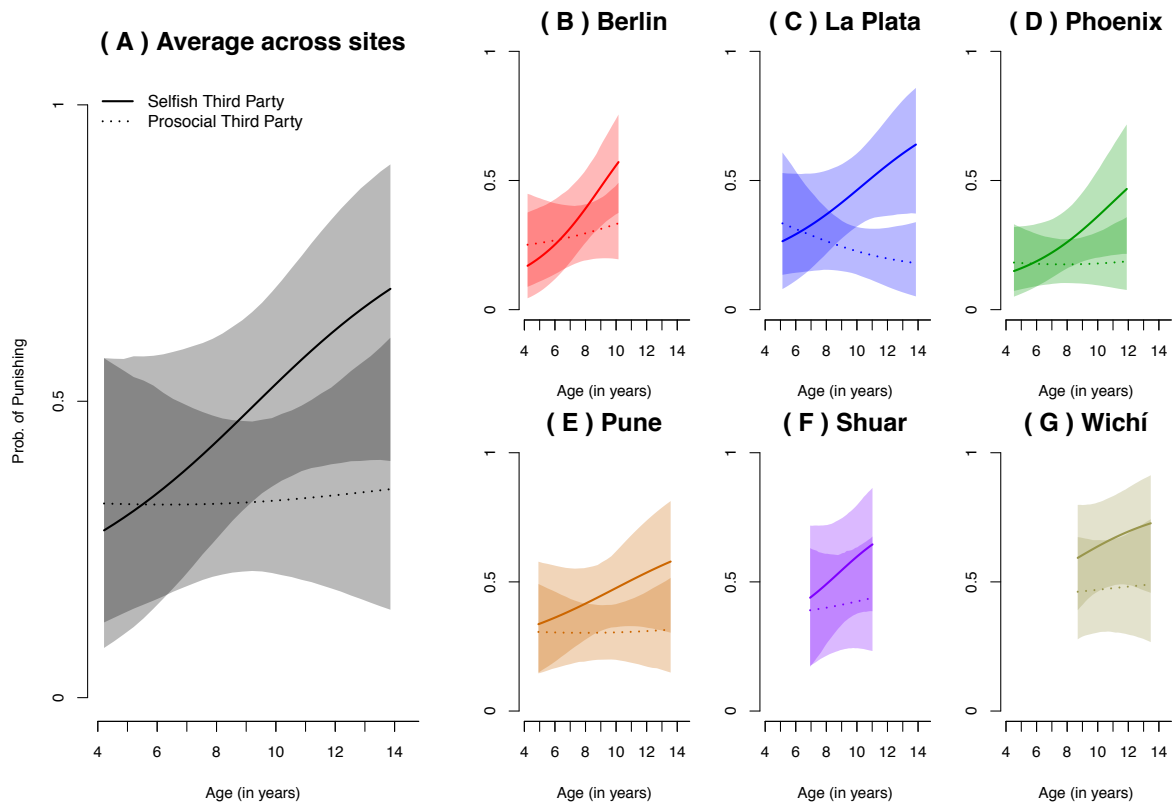 ( A ) Average across sites
Selfish Third Party
Prosocial Third Party
Prob. of Punishing
1
0.5
0
4 6 8 10 12 14
Age (in years)
( B ) Berlin
1
0.5
0
4 6 8 10 12 14
Age (in years)
( C ) La Plata
1
0.5
0
4 6 8 10 12 14
Age (in years)
( D ) Phoenix
1
0.5
0
4 6 8 10 12 14
Age (in years)
( E ) Pune
1
0.5
0
4 6 8 10 12 14
Age (in years)
( F ) Shuar
1
0.5
0
4 6 8 10 12 14
Age (in years)
( G ) Wichí
1
0.5
0
4 6 8 10 12 14
Age (in years)